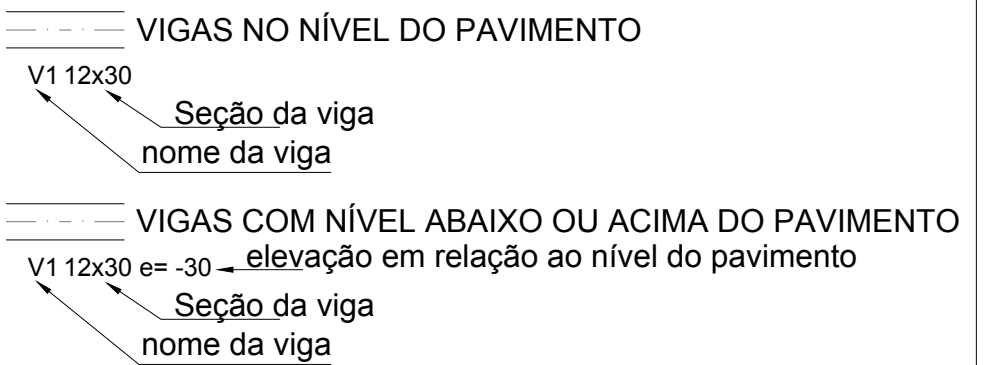 VIGAS NO NÍVEL DO PAVIMENTO
V1 12x30
Seção da viga
nome da viga
VIGAS COM NÍVEL ABAIXO OU ACIMA DO PAVIMENTO
V1 12x30 e= -30 elevação em relação ao nível do pavimento
Seção da viga
nome da viga